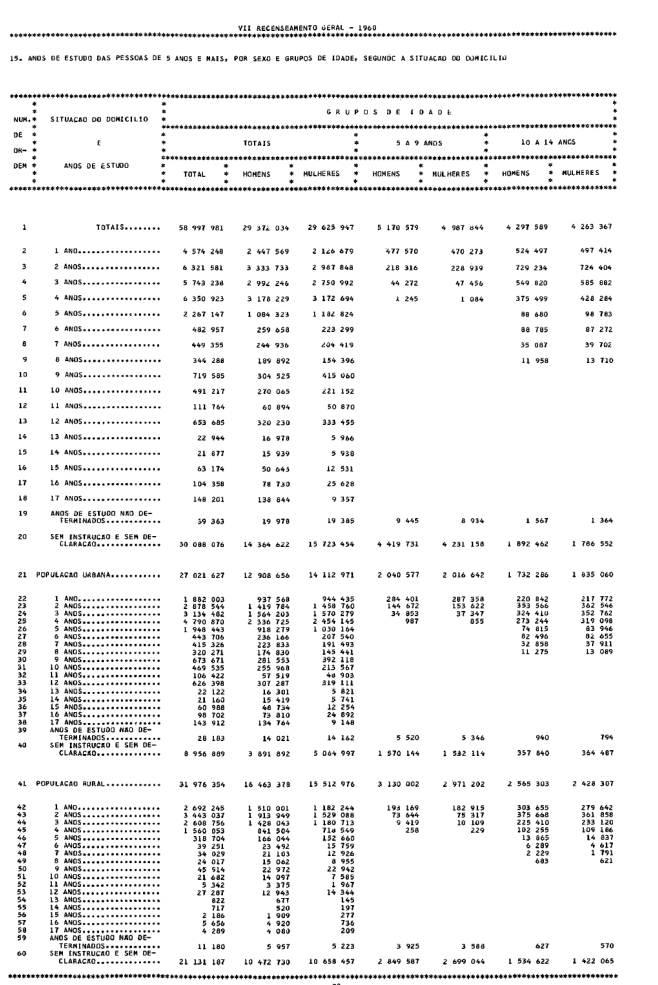 VII RECENSEAMENTO GERAL - 1960
15. ANOS DE ESTUDO DAS PESSOAS DE 5 ANOS E MAIS, POR SEXO E GRUPOS DE IDADE, SEGUNDO A SITUACAO DO DOMICILIO
G R U P O S D E I D A D E
NUM. SITUACAO DO DOMICILIO
DE E TOTAIS 5 A 9 ANOS 10 A 14 ANOS
OR-
DEM ANOS DE ESTUDO TOTAL HOMENS MULHERES HOMENS MULHERES HOMENS MULHERES
1 TOTAIS........ 58 997 981 29 372 034 29 625 947 5 170 579 4 987 844 4 297 589 4 263 367
2 1 ANO................. 4 574 248 2 447 569 2 126 679 477 570 470 273 524 497 497 414
3 2 ANOS................ 6 321 581 3 333 733 2 987 848 218 316 228 939 729 234 724 404
4 3 ANOS................ 5 743 238 2 992 246 2 750 992 44 272 47 456 549 820 585 882
5 4 ANOS................ 6 350 923 3 178 229 3 172 694 1 245 1 084 375 499 428 284
6 5 ANOS................ 2 267 147 1 084 323 1 182 824 88 680 98 783
7 6 ANOS................ 482 957 259 658 223 299 88 785 87 272
8 7 ANOS................ 449 355 244 936 204 419 35 087 39 702
9 8 ANOS................ 344 288 189 892 154 396 11 958 13 710
10 9 ANOS................ 719 585 304 525 415 060
11 10 ANOS................ 491 217 270 065 221 152
12 11 ANOS................ 111 764 60 894 50 870
13 12 ANOS................ 653 685 320 230 333 455
14 13 ANOS................ 22 944 16 978 5 966
15 14 ANOS................ 21 877 15 939 5 938
16 15 ANOS................ 63 174 50 643 12 531
17 16 ANOS................ 104 358 78 730 25 628
18 17 ANOS................ 148 201 138 844 9 357
19 ANOS DE ESTUDO NAO DE-
TERMINADOS............ 39 363 19 978 19 385 9 445 8 934 1 567 1 364
20 SEM INSTRUCAO E SEM DE-
CLARACAO.............. 30 088 076 14 364 622 15 723 454 4 419 731 4 231 158 1 892 462 1 786 552
21 POPULACAO URBANA........... 27 021 627 12 908 656 14 112 971 2 040 577 2 016 642 1 732 286 1 835 060
22 1 ANO................. 1 882 003 937 568 944 435 284 401 287 358 220 842 217 772
23 2 ANOS................ 2 878 544 1 419 784 1 458 760 144 672 153 622 353 566 362 546
24 3 ANOS................ 3 134 482 1 564 203 1 570 279 34 853 37 347 324 410 352 762
25 4 ANOS................ 4 790 870 2 336 725 2 454 145 987 855 273 244 319 098
26 5 ANOS................ 1 948 443 918 279 1 030 164 74 815 83 946
27 6 ANOS................ 443 706 236 166 207 540 82 496 82 655
28 7 ANOS................ 415 326 223 833 191 493 32 858 37 911
29 8 ANOS................ 320 271 174 830 145 441 11 275 13 089
30 9 ANOS................ 673 671 281 553 392 118
31 10 ANOS................ 469 535 255 968 213 567
32 11 ANOS................ 106 422 57 519 48 903
33 12 ANOS................ 626 398 307 287 319 111
34 13 ANOS................ 22 122 16 301 5 821
35 14 ANOS................ 21 160 15 419 5 741
36 15 ANOS................ 60 988 48 734 12 254
37 16 ANOS................ 98 702 73 810 24 892
38 17 ANOS................ 143 912 134 764 9 148
39 ANOS DE ESTUDO NAO DE-
TERMINADOS............ 28 183 14 021 14 162 5 520 5 346 940 794
40 SEM INSTRUCAO E SEM DE-
CLARACAO.............. 8 956 889 3 891 892 5 064 997 1 570 144 1 532 114 357 840 364 487
41 POPULACAO RURAL............ 31 976 354 16 463 378 15 512 976 3 130 002 2 971 202 2 565 303 2 428 307
42 1 ANO................. 2 692 245 1 510 001 1 182 244 193 169 182 915 303 655 279 642
43 2 ANOS................ 3 443 037 1 913 949 1 529 088 73 644 75 317 375 668 361 858
44 3 ANOS................ 2 608 756 1 428 043 1 180 713 9 419 10 109 225 410 233 120
45 4 ANOS................ 1 560 053 841 504 718 549 258 229 102 255 109 186
46 5 ANOS................ 318 704 166 044 152 660 13 865 14 837
47 6 ANOS................ 39 251 23 492 15 759 6 289 4 617
48 7 ANOS................ 34 029 21 103 12 926 2 229 1 791
49 8 ANOS................ 24 017 15 062 8 955 683 621
50 9 ANOS................ 45 914 22 972 22 942
51 10 ANOS................ 21 682 14 097 7 585
52 11 ANOS................ 5 342 3 375 1 967
53 12 ANOS................ 27 287 12 943 14 344
54 13 ANOS................ 822 677 145
55 14 ANOS................ 717 520 197
56 15 ANOS................ 2 186 1 909 277
57 16 ANOS................ 5 656 4 920 736
58 17 ANOS................ 4 289 4 080 209
59 ANOS DE ESTUDO NAO DE-
TERMINADOS............ 11 180 5 957 5 223 3 925 3 588 627 570
60 SEM INSTRUCAO E SEM DE-
CLARACAO.............. 21 131 187 10 472 730 10 658 457 2 849 587 2 699 044 1 534 622 1 422 065